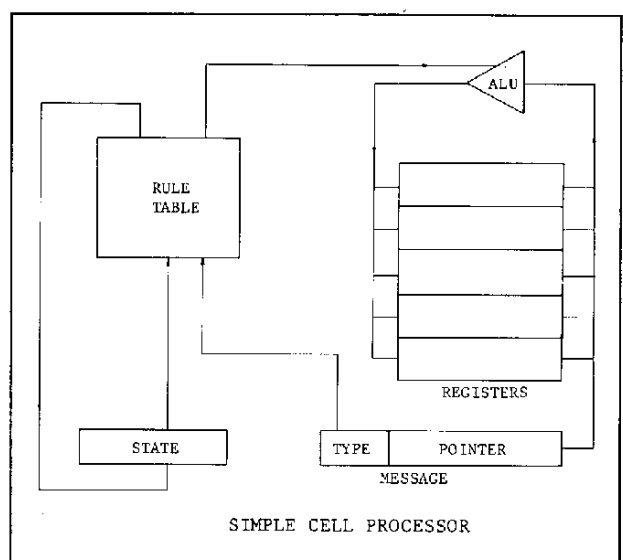 ALU
RULE
TABLE
REGISTERS
STATE
TYPE
POINTER
MESSAGE
SIMPLE CELL PROCESSOR